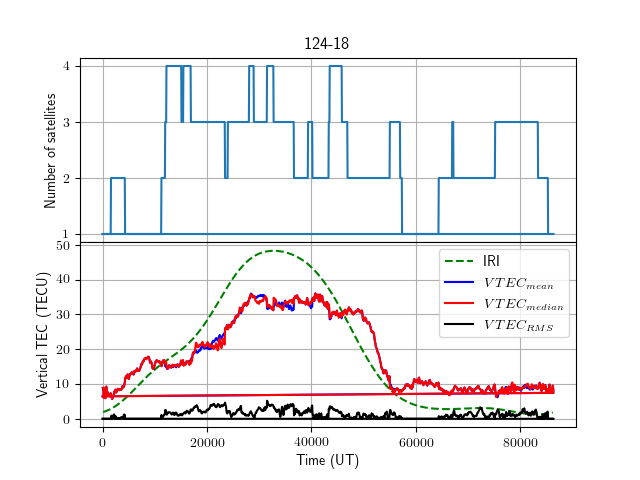 124-18
Number of satellites
4
3
2
1
Vertical TEC (TECU)
50
40
30
20
10
0
IRI
VTEC_mean
VTEC_median
VTEC_RMS
0 20000 40000 60000 80000
Time (UT)